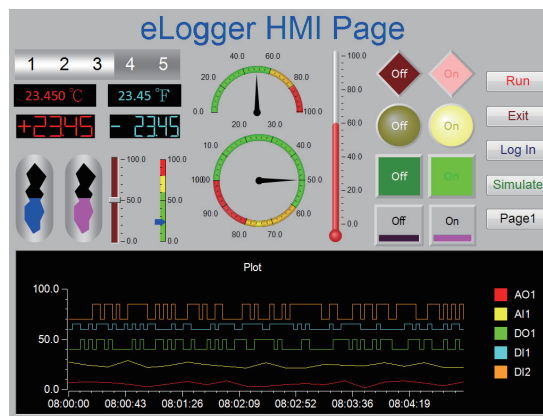 eLogger HMI Page
1 2 3 4 5
23.450 ℃ 23.45 ℉
+23.45 - 23.45
100.0
50.0
0.0
100.0
50.0
0.0
0.0
20.0
40.0
60.0
80.0
100.0
20.0
30.0
40.0
50.0
60.0
70.0
80.0
90.0
100.0
100.0
80.0
60.0
40.0
20.0
0.0
Off On
Off On
Off On
Off On
Run
Exit
Log In
Simulate
Page1
Plot
100.0
50.0
0.0
08:00:00 08:00:43 08:01:26 08:02:09 08:02:52 08:03:36 08:04:19
AO1
AI1
DO1
DI1
DI2